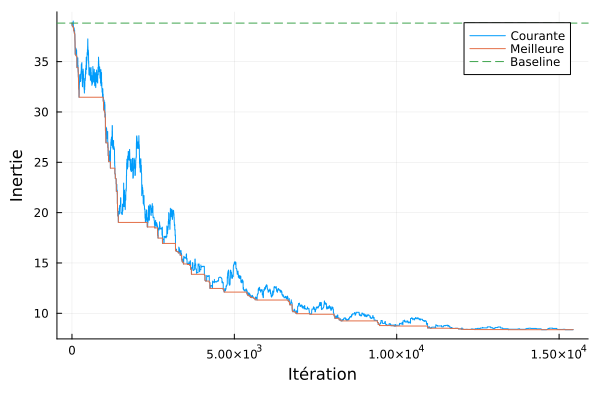 Courante
Meilleure
Baseline
35
30
25
20
15
10
Inertie
0
5.00×10³
1.00×10⁴
1.50×10⁴
Itération